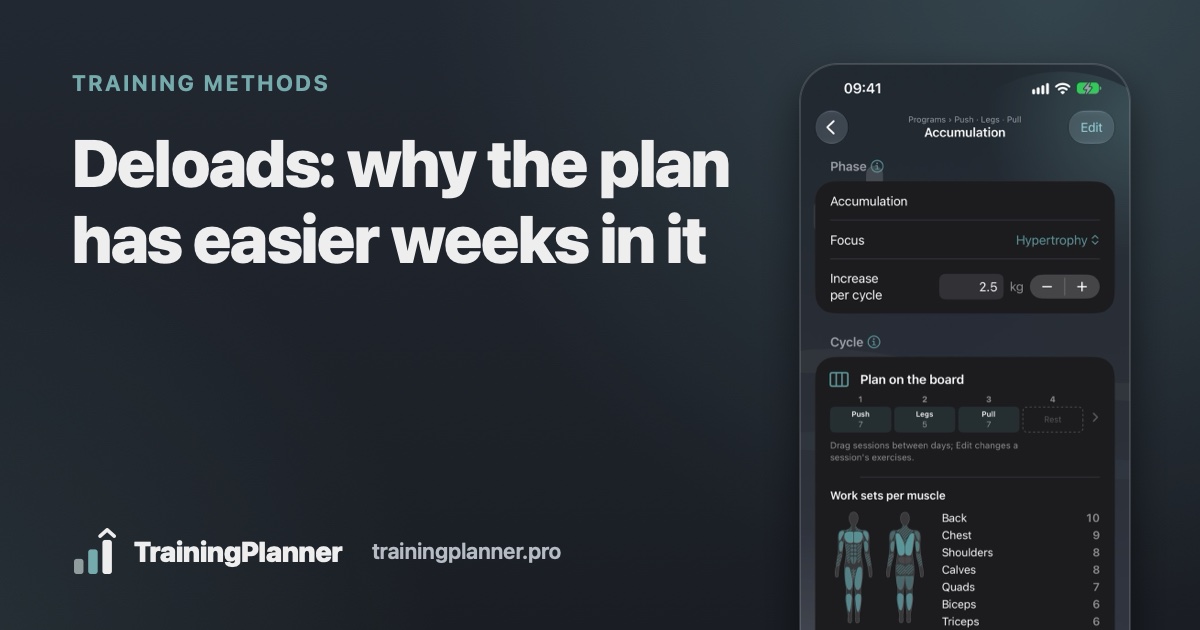 TRAINING METHODS
Deloads: why the plan
has easier weeks in it
TrainingPlanner
trainingplanner.pro
09:41
Programs › Push · Legs · Pull
Accumulation
Edit
Phase
Accumulation
Focus
Hypertrophy
Increase
per cycle
2.5
kg
−
+
Cycle
Plan on the board
1 2 3 4
Push Legs Pull Rest
7 5 7
Drag sessions between days; Edit changes a
session's exercises.
Work sets per muscle
Back 10
Chest 9
Shoulders 8
Calves 8
Quads 7
Biceps 6
Triceps 6